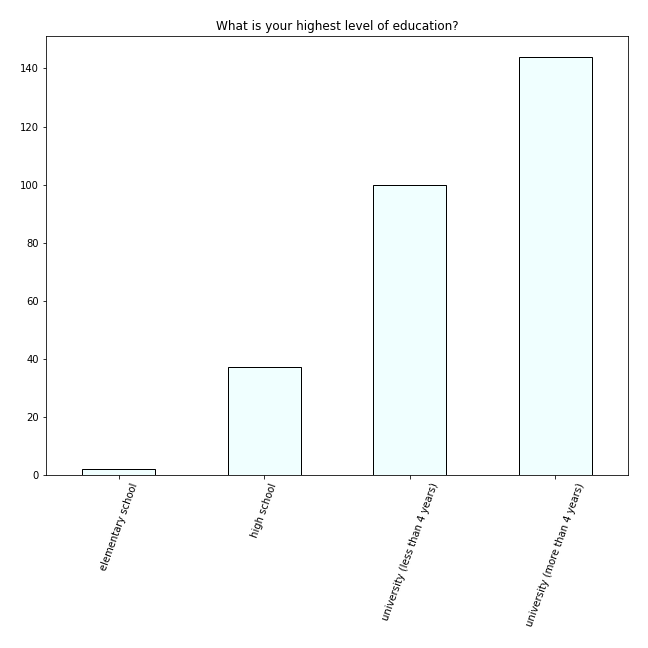 What is your highest level of education?
140
120
100
80
60
40
20
0
elementary school
high school
university (less than 4 years)
university (more than 4 years)